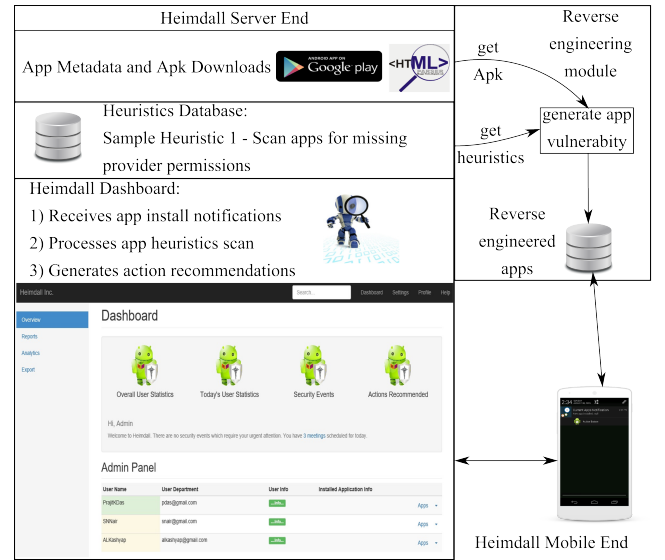 Heimdall Server End
App Metadata and Apk Downloads
ANDROID APP ON
Google play
<HTML>
PARSER
Heuristics Database:
Sample Heuristic 1 - Scan apps for missing
provider permissions
Heimdall Dashboard:
1) Receives app install notifications
2) Processes app heuristics scan
3) Generates action recommendations
get
Apk
get
heuristics
Reverse
engineering
module
generate app
vulnerabity
Reverse
engineered
apps
Heimdall Inc.
Search...
Dashboard Settings Profile Help
Overview
Reports
Analytics
Export
Dashboard
Overall User Statistics Today's User Statistics Security Events Actions Recommended
Hi, Admin
Welcome to Heimdall. There are no security events which require your urgent attention. You have 3 meetings scheduled for today.
Admin Panel
User Name User Department User Info Installed Application Info
PrajitKDas pdas@gmail.com Apps
SNNair snair@gmail.com Apps
ALKashyap alkashyap@gmail.com Apps
2:34
Heimdall Mobile End